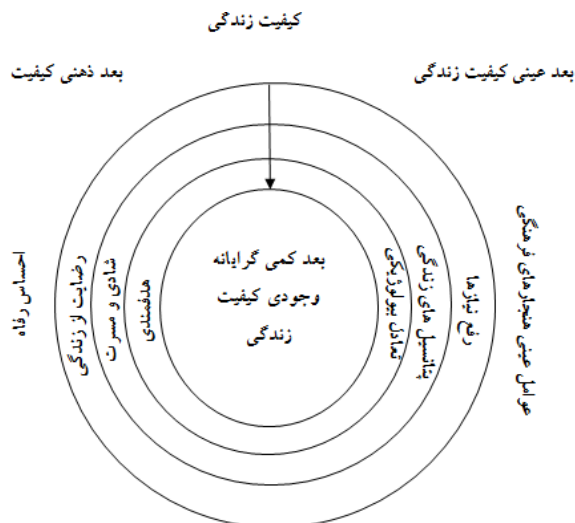 کیفیت زندگی
بعد عینی کیفیت زندگی
بعد ذهنی کیفیت
عوامل عینی هنجارهای فرهنگی
رفع نیازها
پتانسیل های زندگی
تعادل بیولوژیکی
بعد کمی گرایانه
وجودی کیفیت
زندگی
هدفمندی
شادی و مسرت
رضایت از زندگی
احساس رفاه